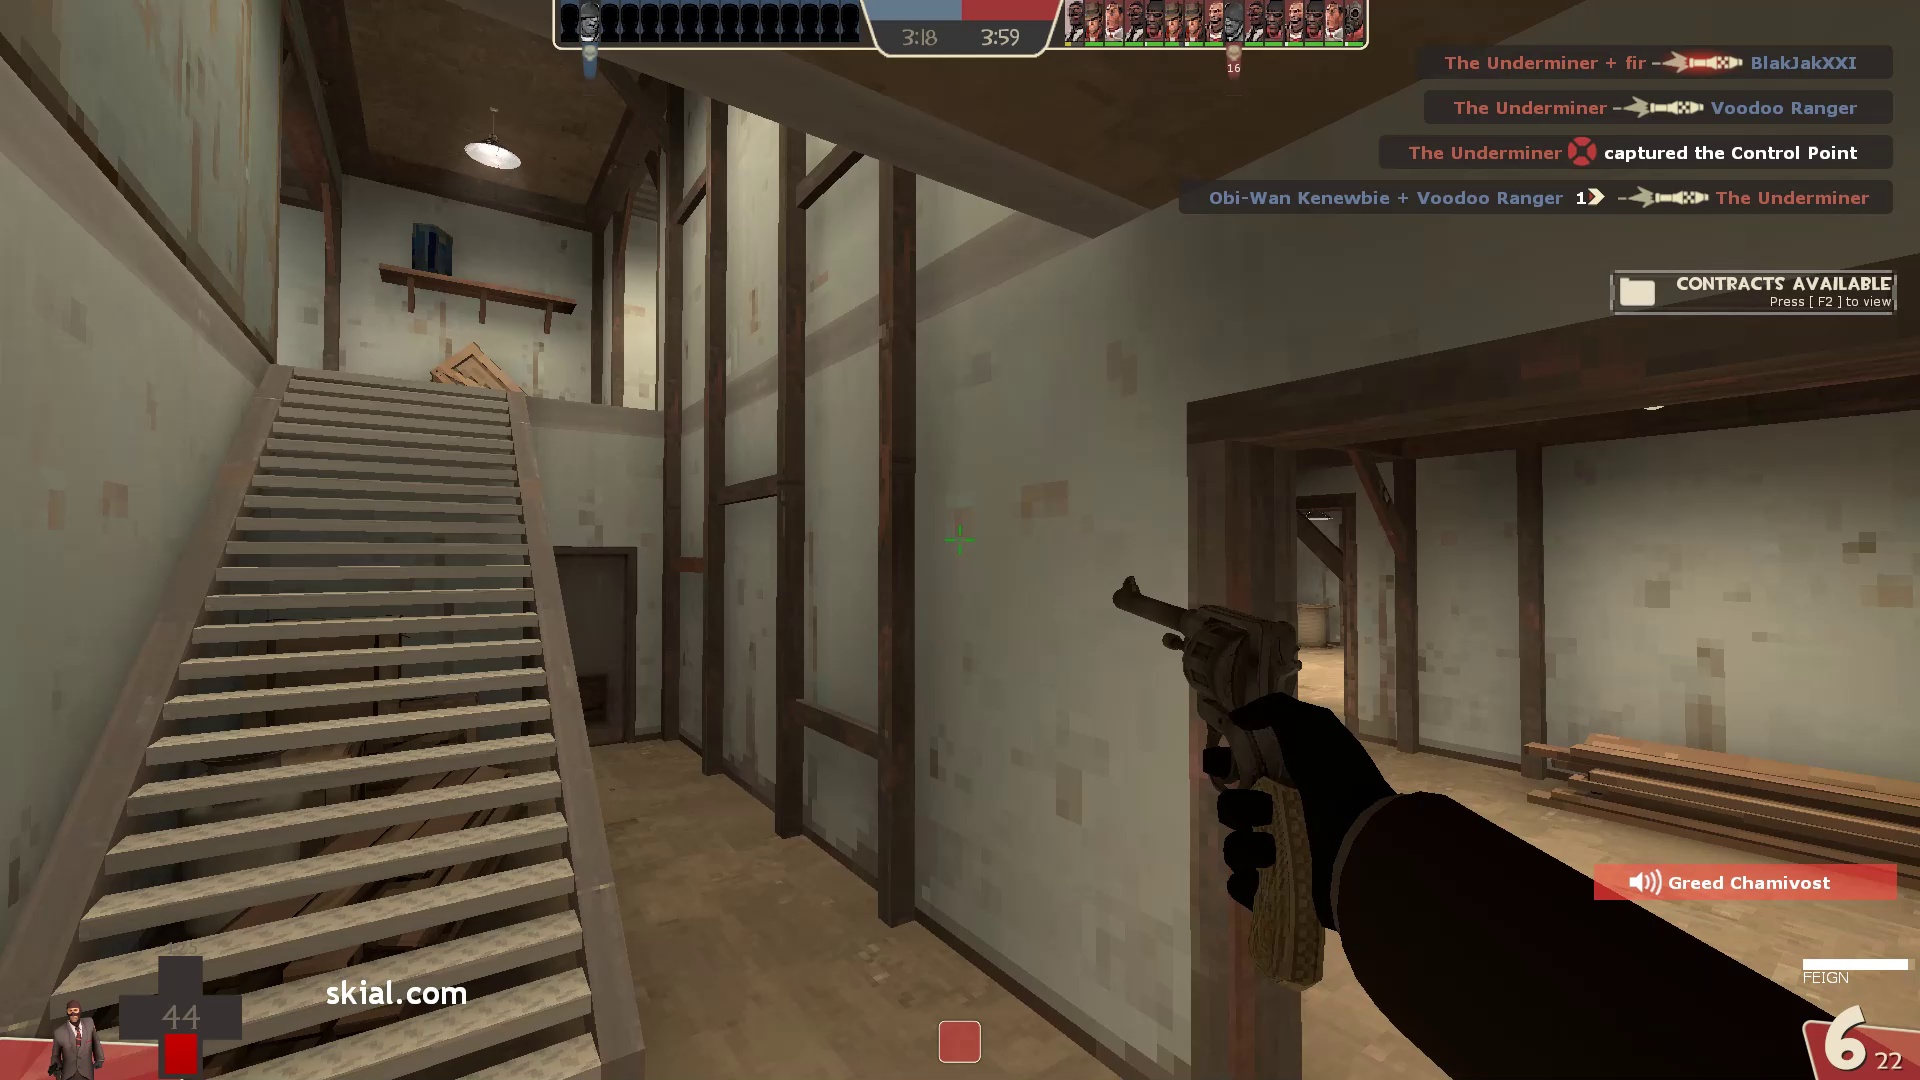 3:18 3:59
16
The Underminer + fir BlakJakXXI
The Underminer Voodoo Ranger
The Underminer captured the Control Point
Obi-Wan Kenewbie + Voodoo Ranger 1 The Underminer
CONTRACTS AVAILABLE
Press [ F2 ] to view
Greed Chamivost
FEIGN
44
skial.com
6 22